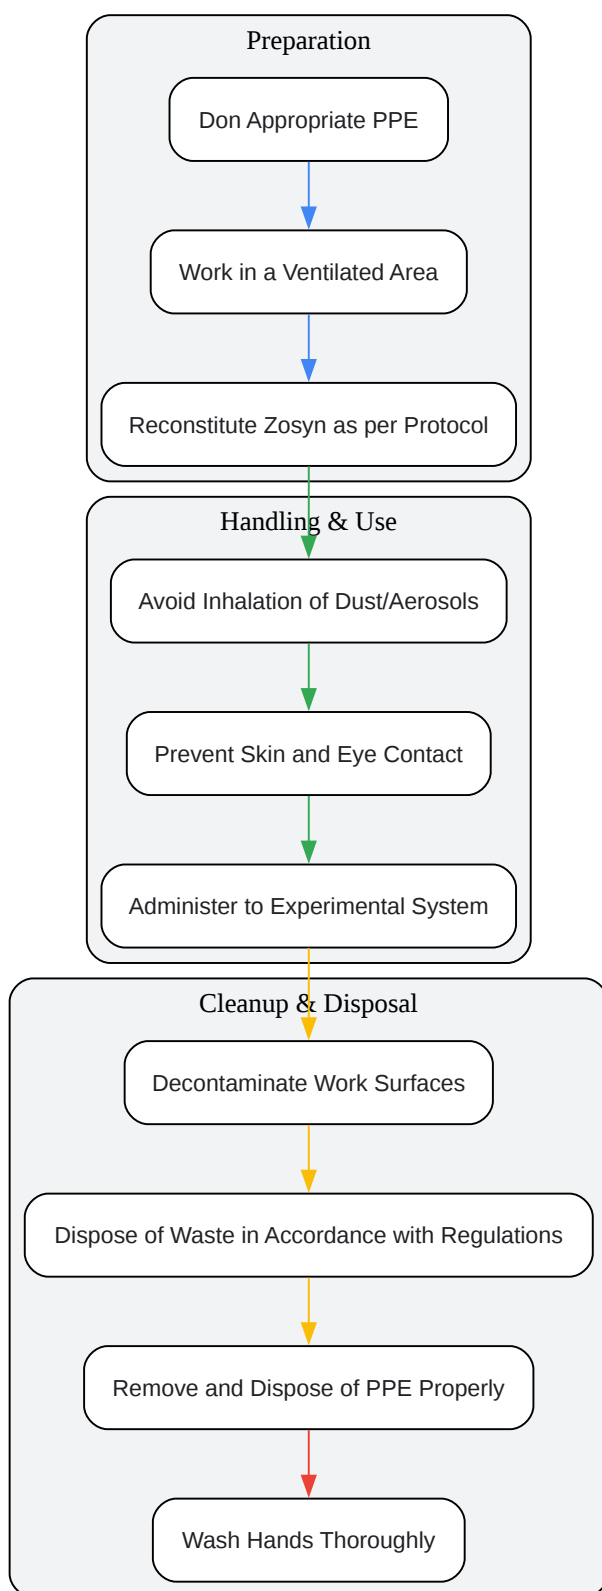 Preparation
Don Appropriate PPE
Work in a Ventilated Area
Reconstitute Zosyn as per Protocol
Handling & Use
Avoid Inhalation of Dust/Aerosols
Prevent Skin and Eye Contact
Administer to Experimental System
Cleanup & Disposal
Decontaminate Work Surfaces
Dispose of Waste in Accordance with Regulations
Remove and Dispose of PPE Properly
Wash Hands Thoroughly